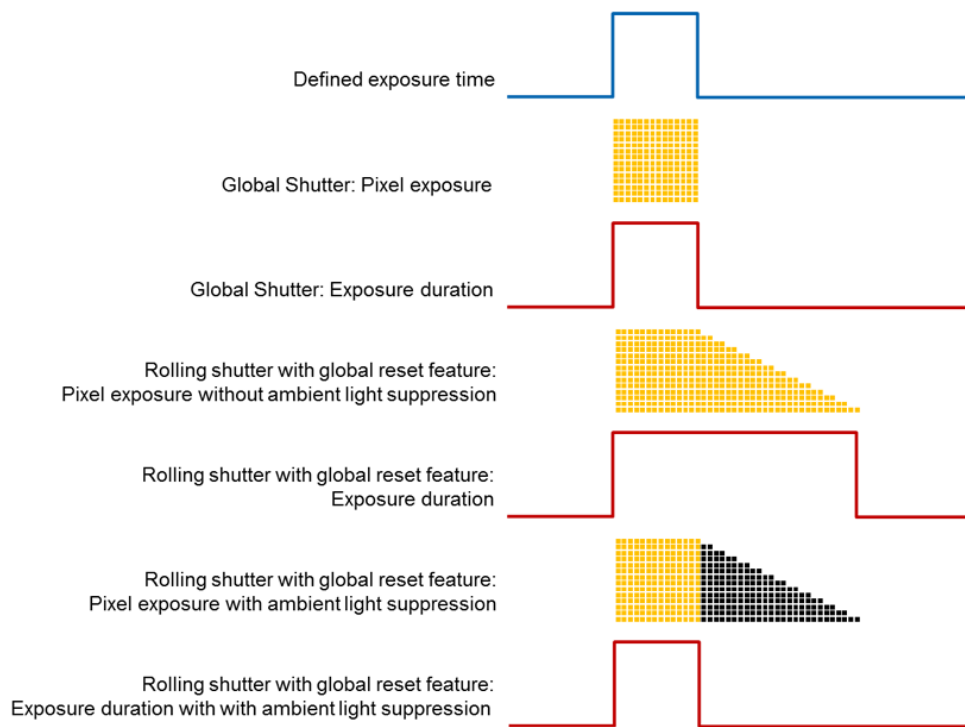 Defined exposure time
Global Shutter: Pixel exposure
Global Shutter: Exposure duration
Rolling shutter with global reset feature:
Pixel exposure without ambient light suppression
Rolling shutter with global reset feature:
Exposure duration
Rolling shutter with global reset feature:
Pixel exposure with ambient light suppression
Rolling shutter with global reset feature:
Exposure duration with with ambient light suppression